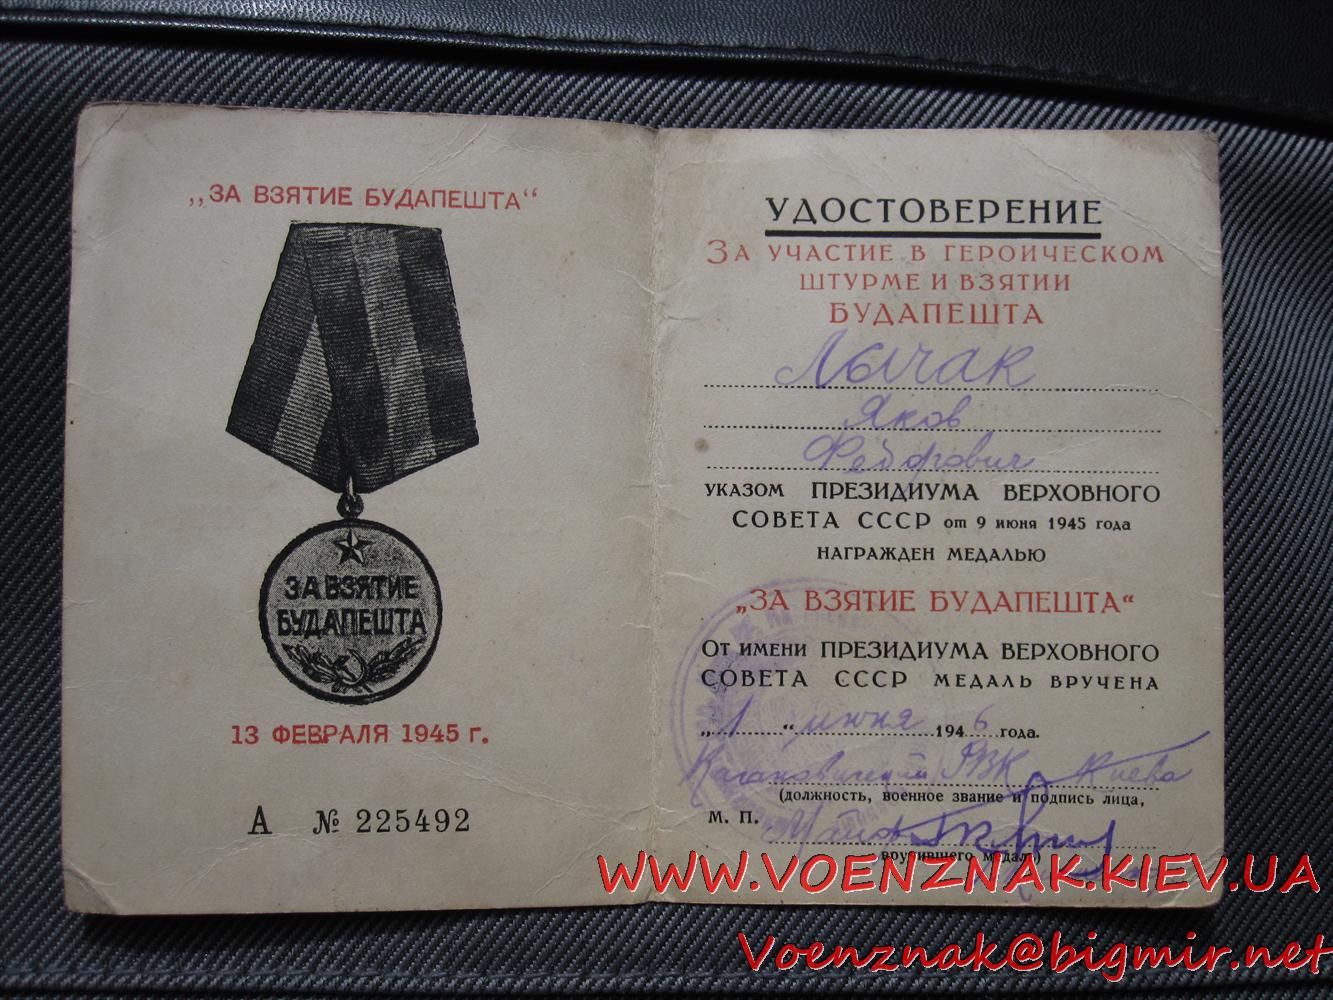 „ЗА ВЗЯТИЕ БУДАПЕШТА“
ЗА ВЗЯТИЕ
БУДАПЕШТА
13 ФЕВРАЛЯ 1945 г.
А № 225492
УДОСТОВЕРЕНИЕ
ЗА УЧАСТИЕ В ГЕРОИЧЕСКОМ
ШТУРМЕ И ВЗЯТИИ
БУДАПЕШТА
Лычак
Яков
Федорович
УКАЗОМ ПРЕЗИДИУМА ВЕРХОВНОГО
СОВЕТА СССР от 9 июня 1945 года
НАГРАЖДЕН МЕДАЛЬЮ
„ЗА ВЗЯТИЕ БУДАПЕШТА“
ОТ ИМЕНИ ПРЕЗИДИУМА ВЕРХОВНОГО
СОВЕТА СССР МЕДАЛЬ ВРУЧЕНА
„1“ июня 1946 года.
Кагановический РВК Киева
(должность, военное звание и подпись лица,
М. П.
вручившего медаль)
WWW.VOENZNAK.KIEV.UA
Voenznak@bigmir.net